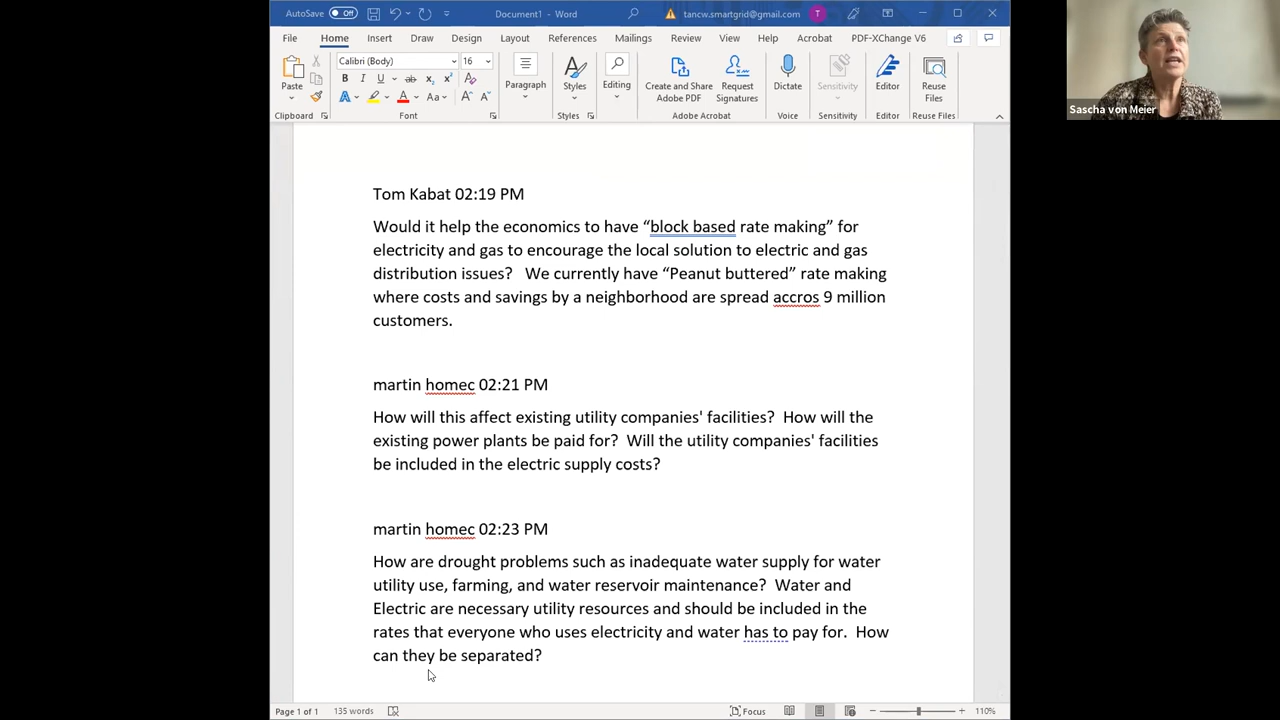 AutoSave Off Document1 - Word tancw.smartgrid@gmail.com T
File Home Insert Draw Design Layout References Mailings Review View Help Acrobat PDF-XChange V6
Calibri (Body) 16
Paste Paragraph Styles Editing Create and Share Adobe PDF Request Signatures Dictate Sensitivity Editor Reuse Files
Clipboard Font Styles Adobe Acrobat Voice Sensitivity Editor Reuse Files
Sascha von Meier
Tom Kabat 02:19 PM
Would it help the economics to have “block based rate making” for
electricity and gas to encourage the local solution to electric and gas
distribution issues? We currently have “Peanut buttered” rate making
where costs and savings by a neighborhood are spread accros 9 million
customers.
martin homec 02:21 PM
How will this affect existing utility companies' facilities? How will the
existing power plants be paid for? Will the utility companies' facilities
be included in the electric supply costs?
martin homec 02:23 PM
How are drought problems such as inadequate water supply for water
utility use, farming, and water reservoir maintenance? Water and
Electric are necessary utility resources and should be included in the
rates that everyone who uses electricity and water has to pay for. How
can they be separated?
Page 1 of 1 135 words Focus 110%